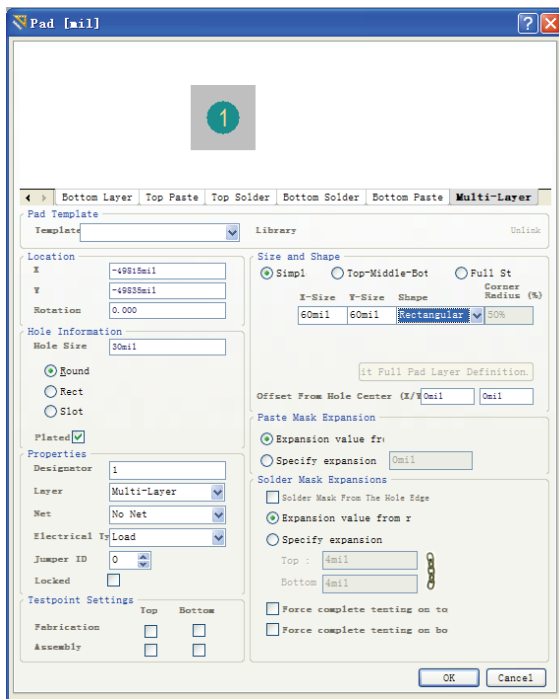 Pad [mil]
1
Bottom Layer Top Paste Top Solder Bottom Solder Bottom Paste Multi-Layer
Pad Template
Template Library Unlink
Location
X -49815mil
Y -49835mil
Rotation 0.000
Hole Information
Hole Size 30mil
Round
Rect
Slot
Plated
Properties
Designator 1
Layer Multi-Layer
Net No Net
Electrical Ty Load
Jumper ID 0
Locked
Testpoint Settings
Top Bottom
Fabrication
Assembly
Size and Shape
Simpl Top-Middle-Bot Full St
X-Size Y-Size Shape Corner Radius (%)
60mil 60mil Rectangular 50%
it Full Pad Layer Definition.
Offset From Hole Center (X/Y 0mil 0mil
Paste Mask Expansion
Expansion value fr
Specify expansion 0mil
Solder Mask Expansions
Solder Mask From The Hole Edge
Expansion value from r
Specify expansion
Top : 4mil
Bottom 4mil
Force complete tenting on to
Force complete tenting on bo
OK Cancel